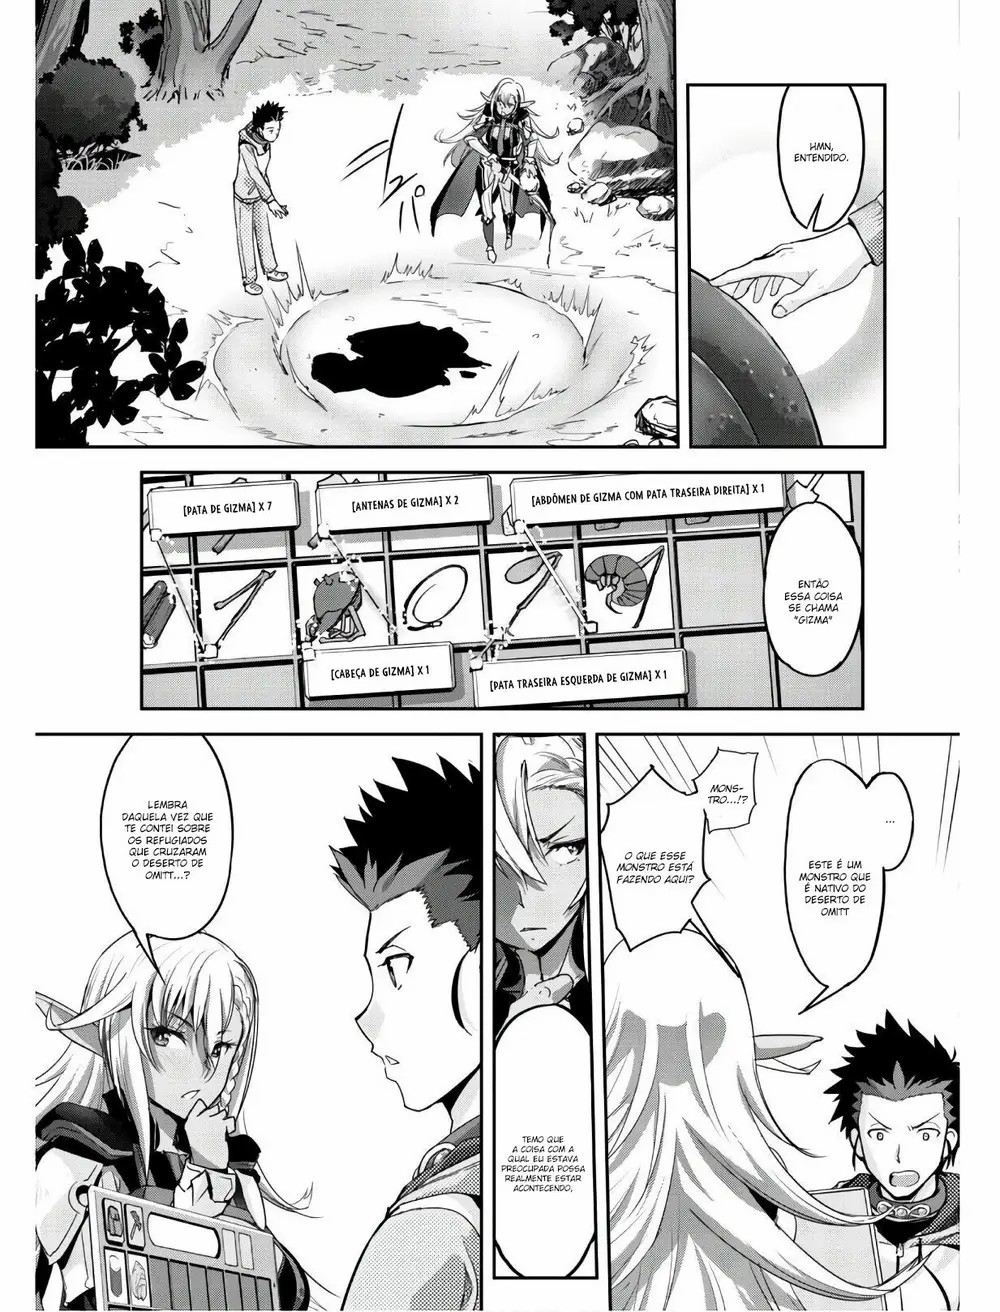 HMN,
ENTENDIDO.
パ
[PATA DE GIZMA] X 7
[ANTENAS DE GIZMA] X 2
[ABDÔMEN DE GIZMA COM PATA TRASEIRA DIREITA] X 1
ENTÃO
ESSA COISA
SE CHAMA
"GIZMA"
[CABEÇA DE GIZMA] X 1
[PATA TRASEIRA ESQUERDA DE GIZMA] X 1
...
ESTE É UM
MONSTRO QUE
É NATIVO DO
DESERTO DE
OMITT
MONS-
TRO...!?
O QUE ESSE
MONSTRO ESTÁ
FAZENDO AQUI?
TEMO QUE
A COISA COM A
QUAL EU ESTAVA
PREOCUPADA POSSA
REALMENTE ESTAR
ACONTECENDO,
LEMBRA
DAQUELA VEZ QUE
TE CONTEI SOBRE
OS REFUGIADOS
QUE CRUZARAM
O DESERTO DE
OMITT...?